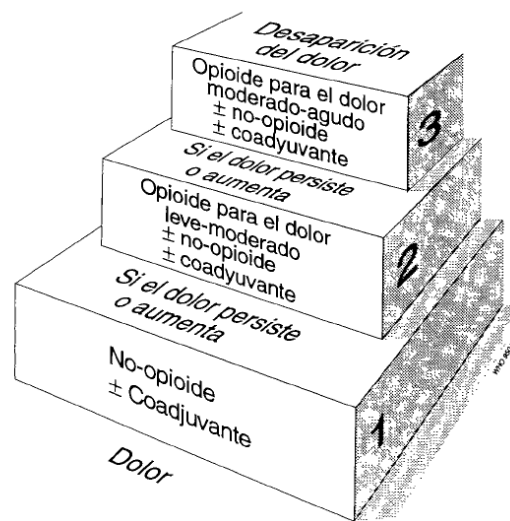 Desaparición
del dolor
Opioide para el dolor
moderado-agudo
± no-opioide
± coadyuvante
3
Si el dolor persiste
o aumenta
Opioide para el dolor
leve-moderado
± no-opioide
± coadyuvante
2
Si el dolor persiste
o aumenta
No-opioide
± Coadjuvante
1
Dolor